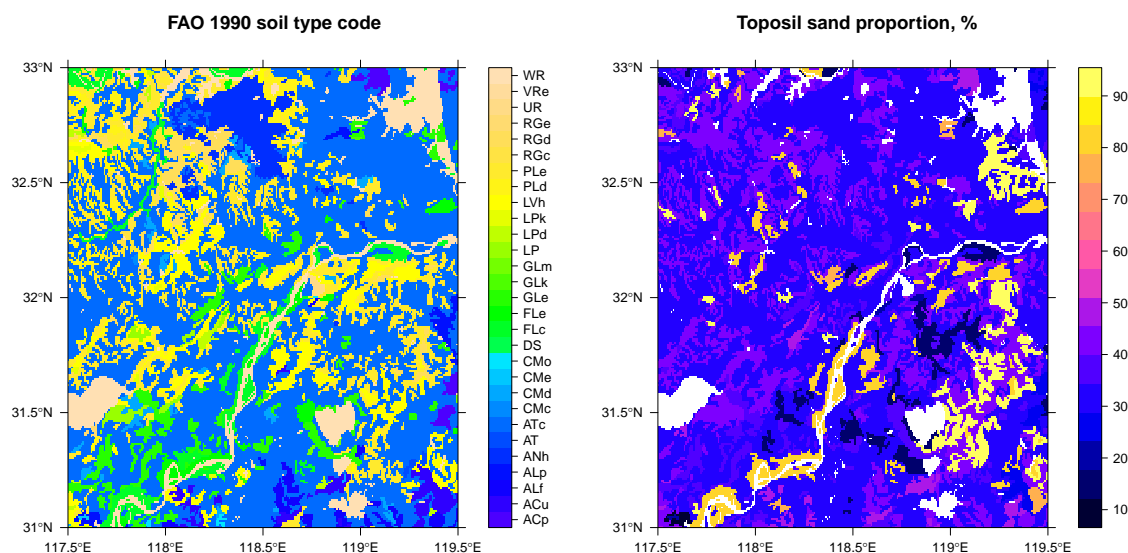 FAO 1990 soil type code
33°N
32.5°N
32°N
31.5°N
31°N
117.5°E
118°E
118.5°E
119°E
119.5°E
WR
VRe
UR
RGe
RGd
RGc
PLe
PLd
LVh
LPk
LPd
LP
GLm
GLk
GLe
FLe
FLc
DS
CMo
CMe
CMd
CMc
ATc
AT
ANh
ALp
ALf
ACu
ACp
Toposil sand proportion, %
33°N
32.5°N
32°N
31.5°N
31°N
117.5°E
118°E
118.5°E
119°E
119.5°E
90
80
70
60
50
40
30
20
10